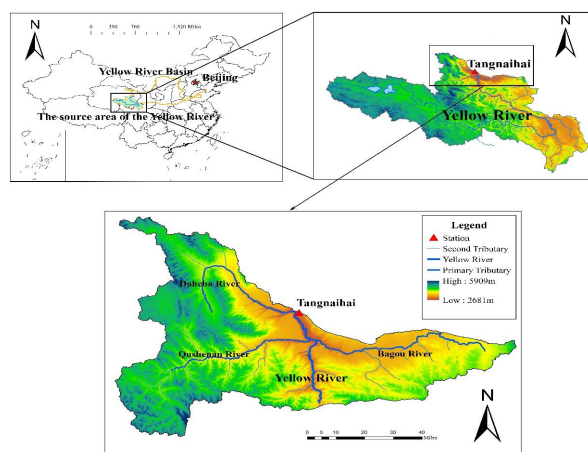 N
0 380 760 1,520 Miles
Yellow River Basin
Beijing
The source area of the Yellow River
N
Tangnaihai
Yellow River
Legend
Station
Second Tributary
Yellow River
Primary Tributary
High : 5909m
Low : 2681m
Daheba River
Tangnaihai
Qushenan River
Bagou River
Yellow River
N
0 5 10 20 30 40
Miles